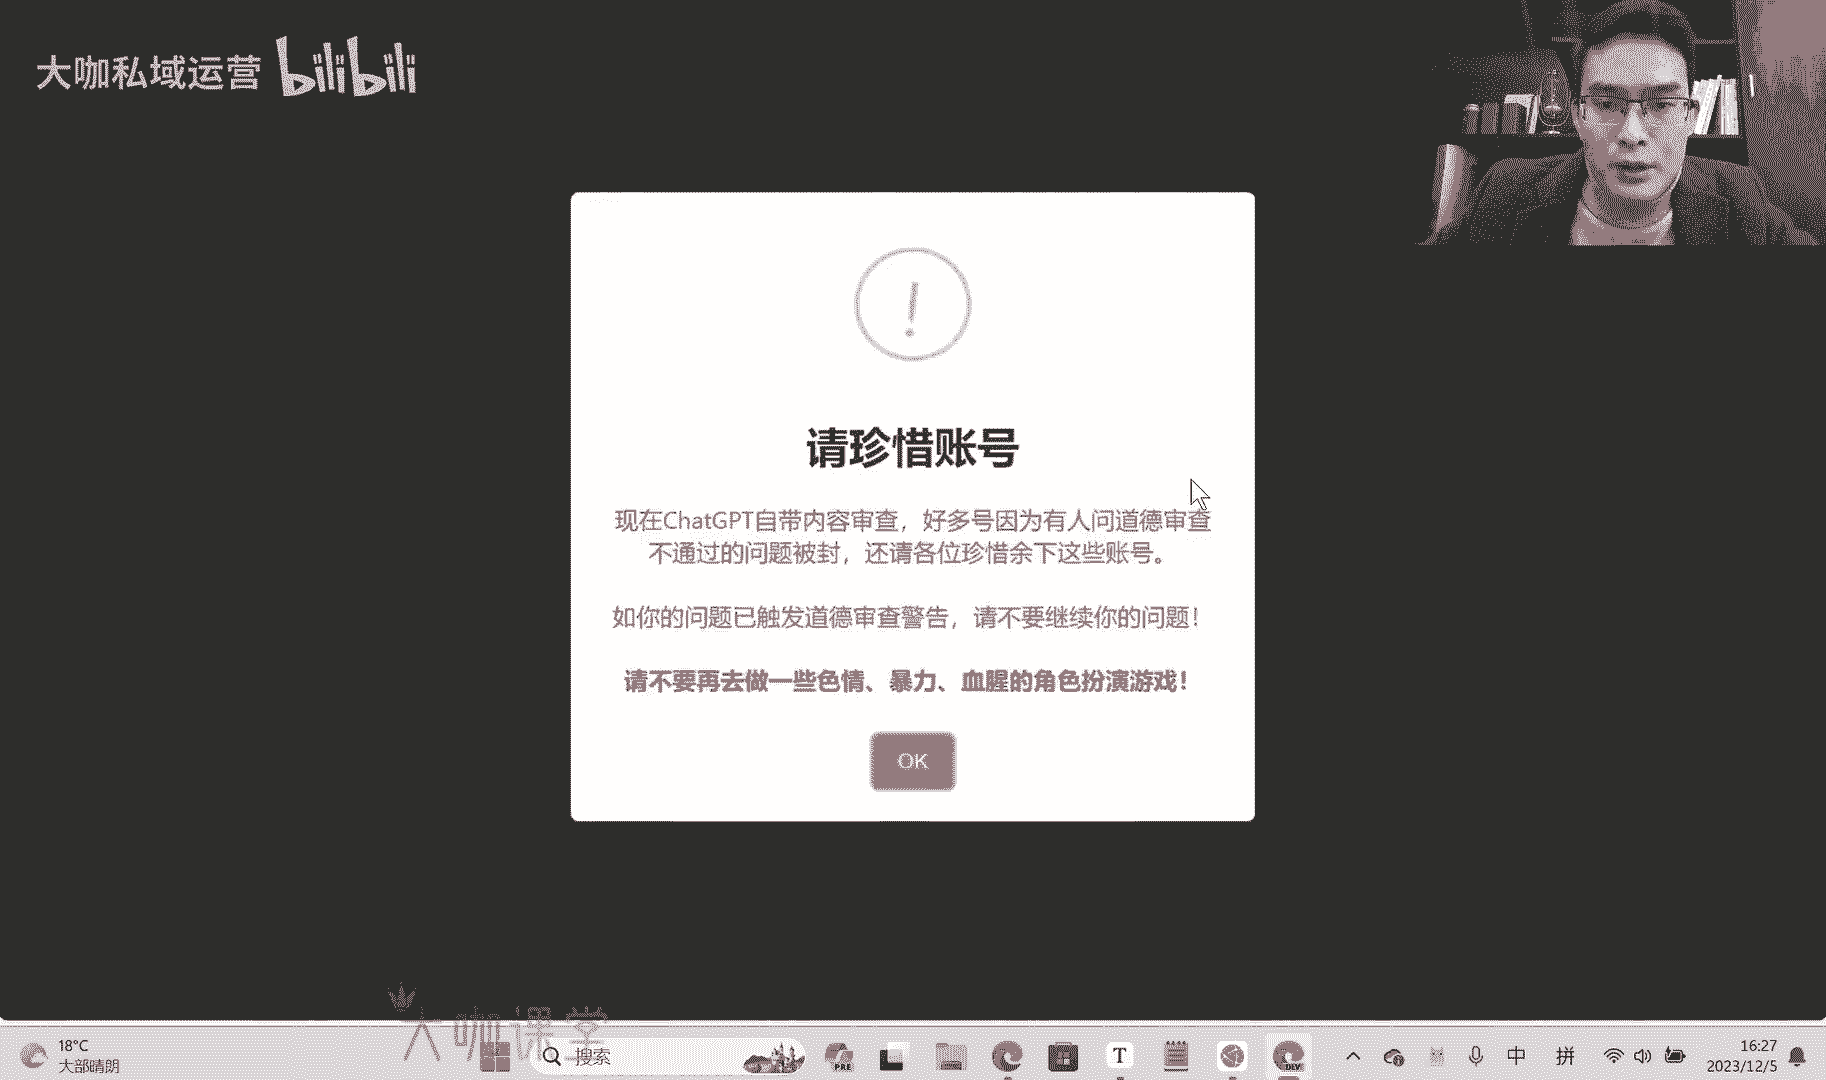 大咖私域运营 bilibili
!
请珍惜账号
现在ChatGPT自带内容审查，好多号因为有人问道德审查
不通过的问题被封，还请各位珍惜余下这些账号。
如你的问题已触发道德审查警告，请不要继续你的问题！
请不要再去做一些色情、暴力、血腥的角色扮演游戏！
OK
大咖课堂
18°C
大部晴朗
搜索
PRE
T
DEV
中
拼
16:27
2023/12/5